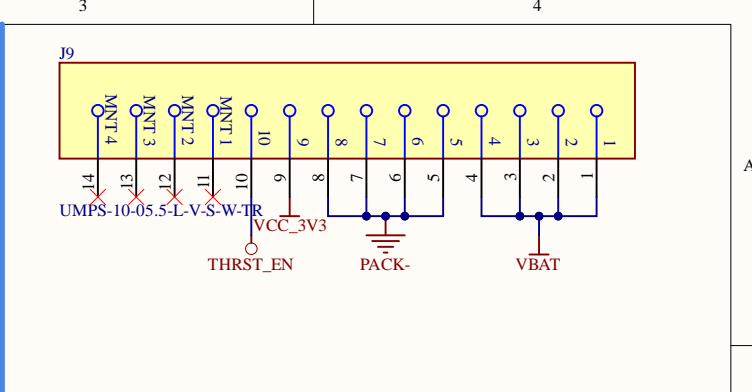 3 4
J9
A
MNT 4 MNT 3 MNT 2 MNT 1 10 9 8 7 6 5 4 3 2 1
14 13 12 11 10 9 8 7 6 5 4 3 2 1
UMPS-10-05.5-L-V-S-W-TR
VCC_3V3
THRST_EN PACK- VBAT